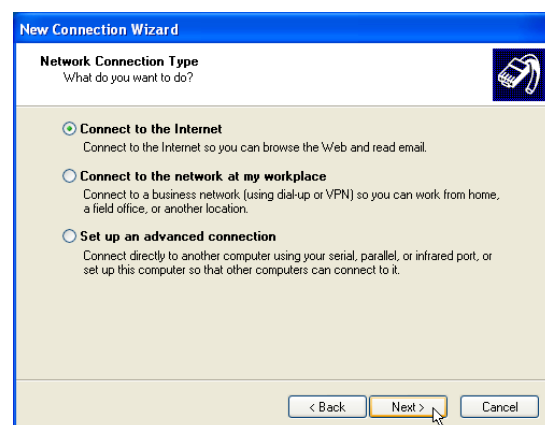 New Connection Wizard
Network Connection Type
What do you want to do?
Connect to the Internet
Connect to the Internet so you can browse the Web and read email.
Connect to the network at my workplace
Connect to a business network (using dial-up or VPN) so you can work from home,
a field office, or another location.
Set up an advanced connection
Connect directly to another computer using your serial, parallel, or infrared port, or
set up this computer so that other computers can connect to it.
< Back Next > Cancel